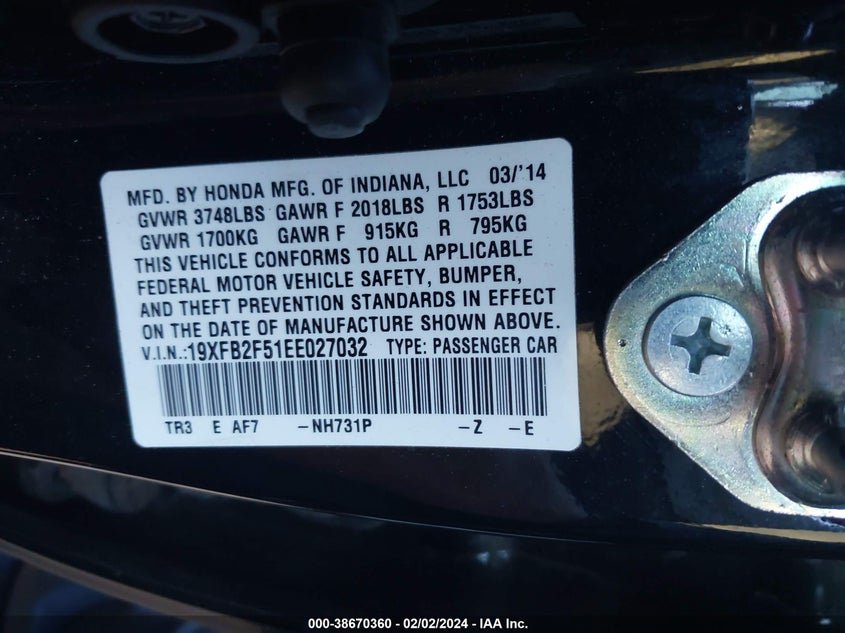 MFD. BY HONDA MFG. OF INDIANA, LLC 03/'14
GVWR 3748LBS GAWR F 2018LBS R 1753LBS
GVWR 1700KG GAWR F 915KG R 795KG
THIS VEHICLE CONFORMS TO ALL APPLICABLE
FEDERAL MOTOR VEHICLE SAFETY, BUMPER,
AND THEFT PREVENTION STANDARDS IN EFFECT
ON THE DATE OF MANUFACTURE SHOWN ABOVE.
V.I.N.:19XFB2F51EE027032 TYPE: PASSENGER CAR
TR3 E AF7 -NH731P -Z -E
000-38670360 - 02/02/2024 - IAA Inc.